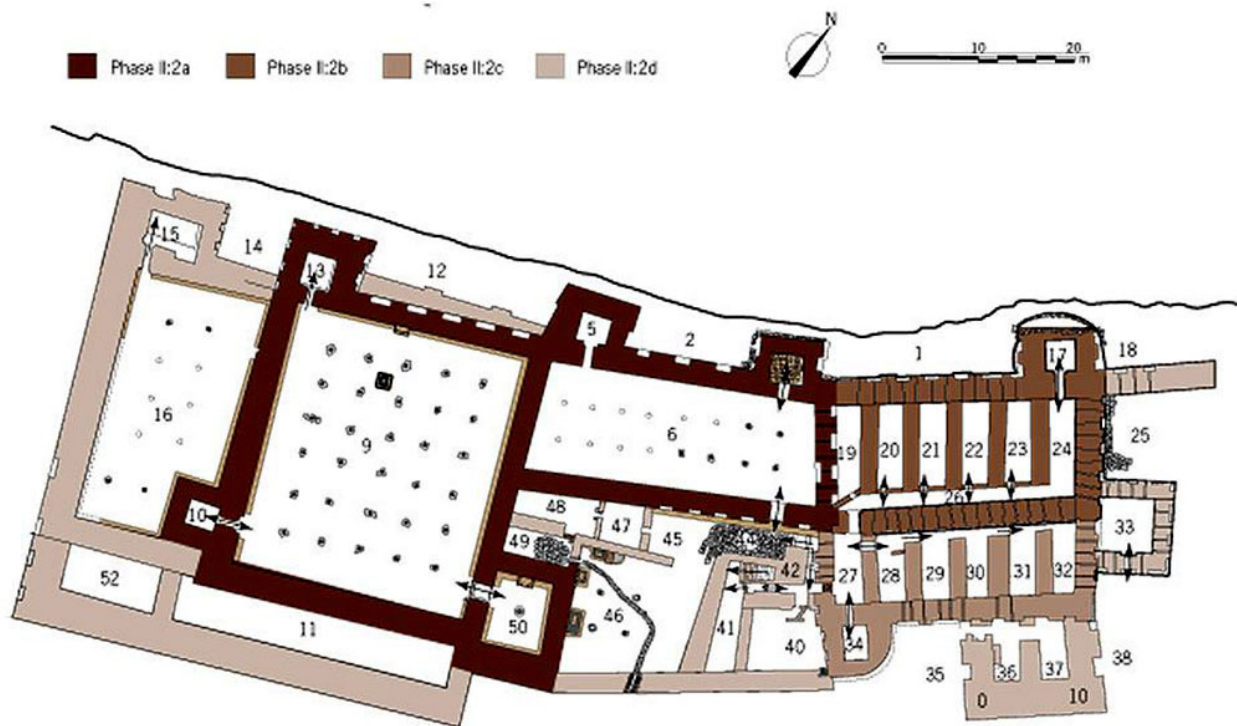 N
0 10 20
m
Phase II:2a Phase II:2b Phase II:2c Phase II:2d
15 14 13 12 5 2 1 17 18
16 9 6 19 20 21 22 23 24 25
26
10 48 47 45 44 33
49 42 27 28 29 30 31 32
52 11 50 46 41 40 34
35 36 37 38
0 10